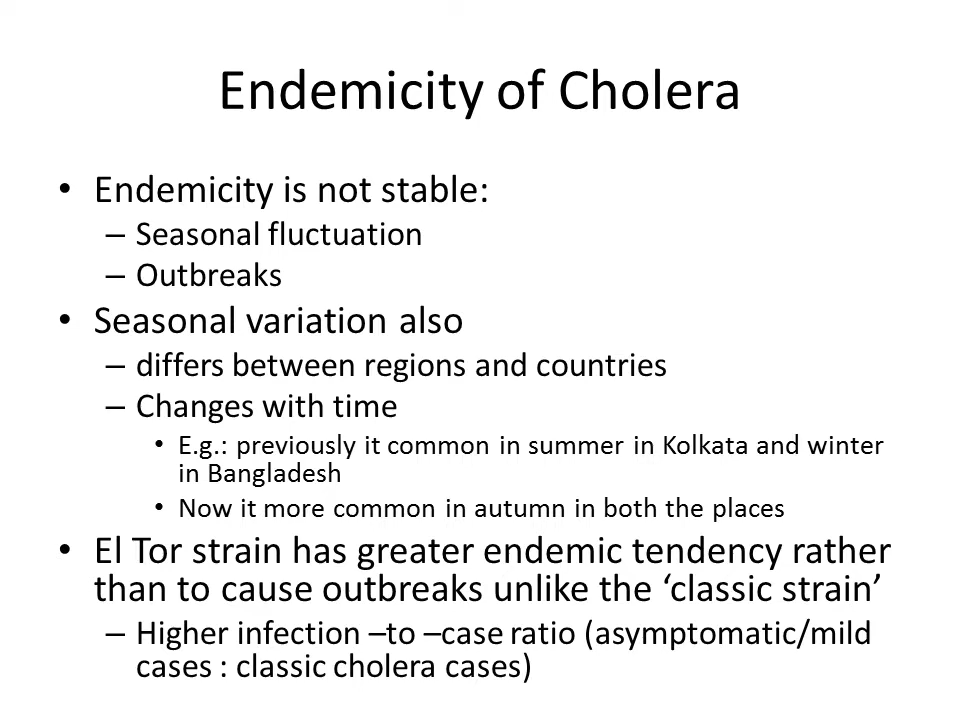 Endemicity of Cholera
• Endemicity is not stable:
– Seasonal fluctuation
– Outbreaks
• Seasonal variation also
– differs between regions and countries
– Changes with time
• E.g.: previously it common in summer in Kolkata and winter
in Bangladesh
• Now it more common in autumn in both the places
• El Tor strain has greater endemic tendency rather
than to cause outbreaks unlike the ‘classic strain’
– Higher infection –to –case ratio (asymptomatic/mild
cases : classic cholera cases)